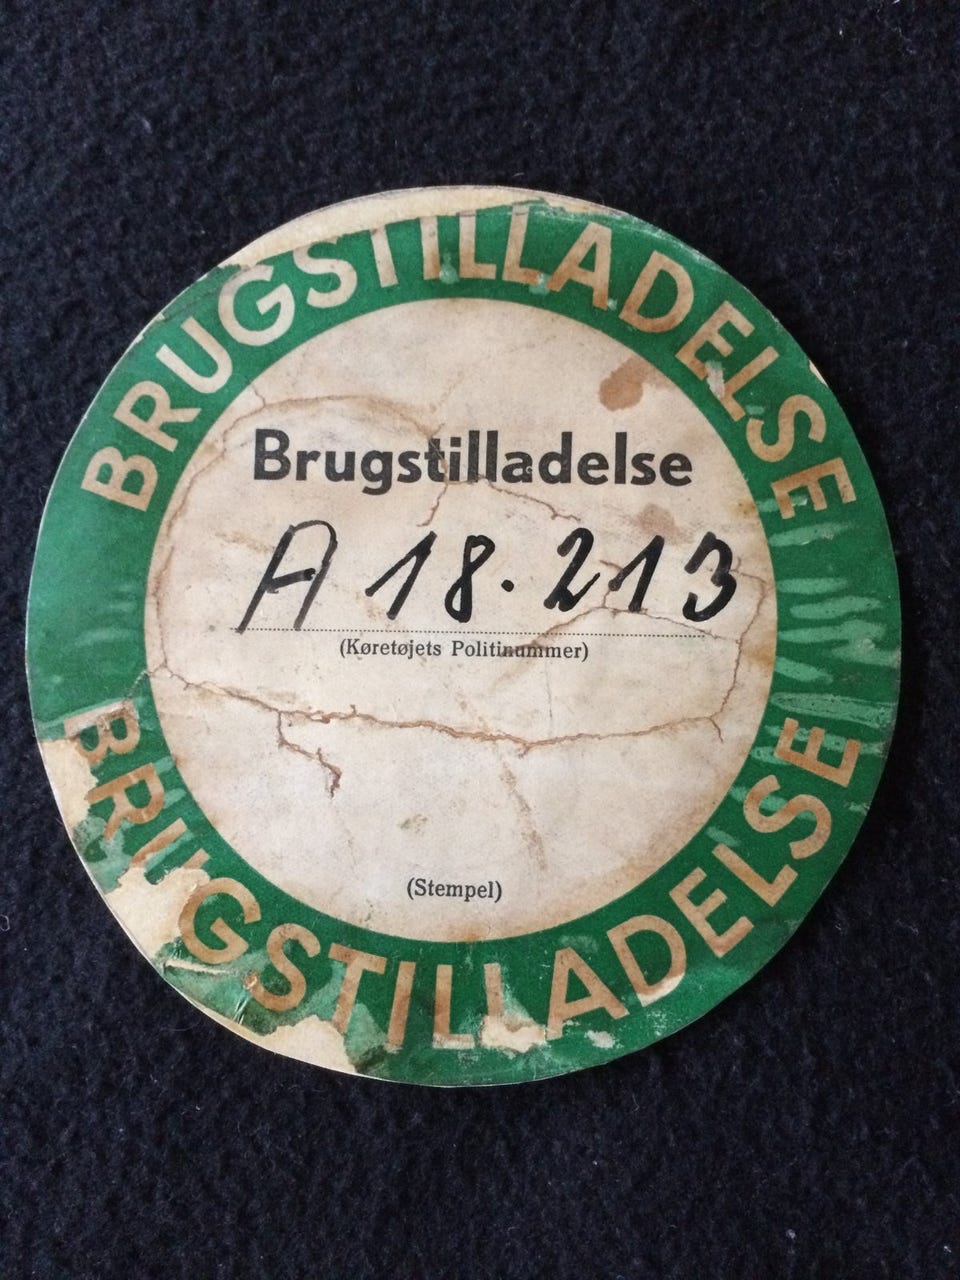 BRUGSTILLADELSE
Brugstilladelse
A 18.213
(Køretøjets Politinummer)
(Stempel)
BRUGSTILLADELSE